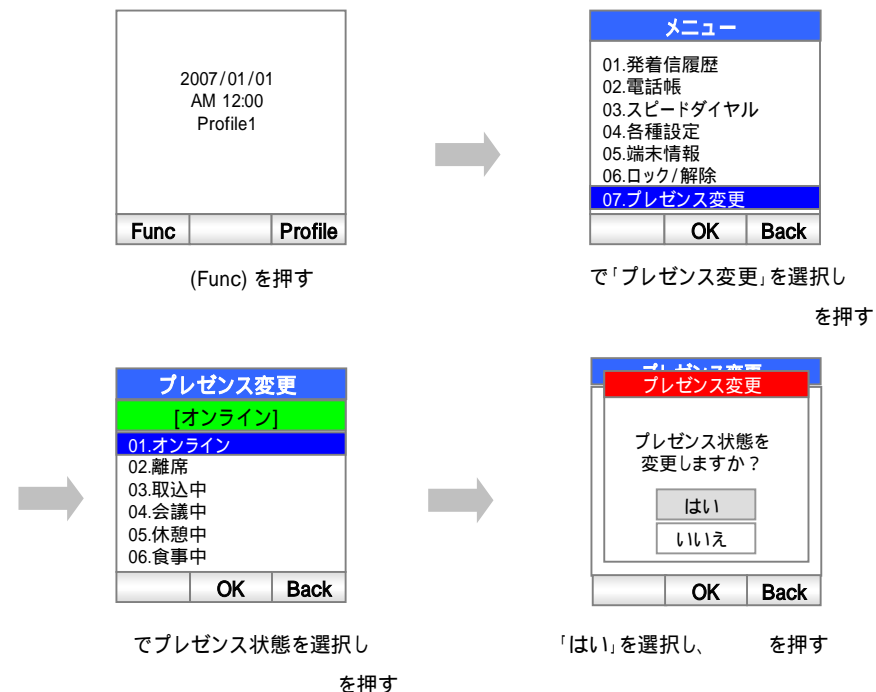 2007/01/01
AM 12:00
Profile1
Func Profile
(Func) を押す
メニュー
01.発着信履歴
02.電話帳
03.スピードダイヤル
04.各種設定
05.端末情報
06.ロック/解除
07.プレゼンス変更
OK Back
で「プレゼンス変更」を選択し
を押す
プレゼンス変更
[オンライン]
01.オンライン
02.離席
03.取込中
04.会議中
05.休憩中
06.食事中
OK Back
でプレゼンス状態を選択し
を押す
プレゼンス変更
プレゼンス変更
プレゼンス状態を
変更しますか？
はい
いいえ
OK Back
「はい」を選択し、 を押す